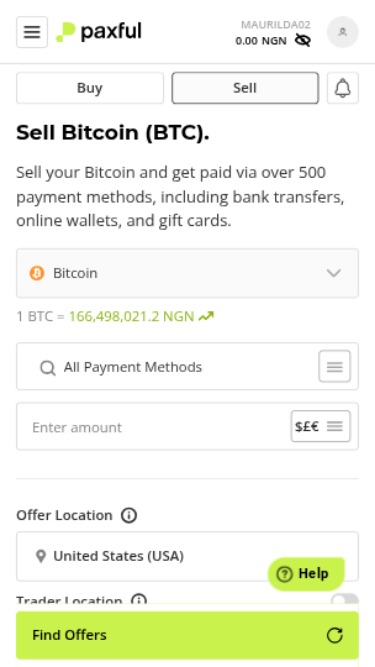 paxful
MAURILDA02
0.00 NGN
Buy
Sell
Sell Bitcoin (BTC).
Sell your Bitcoin and get paid via over 500
payment methods, including bank transfers,
online wallets, and gift cards.
Bitcoin
1 BTC = 166,498,021.2 NGN
All Payment Methods
Enter amount
$£€
Offer Location
United States (USA)
Help
Trader Location
Find Offers